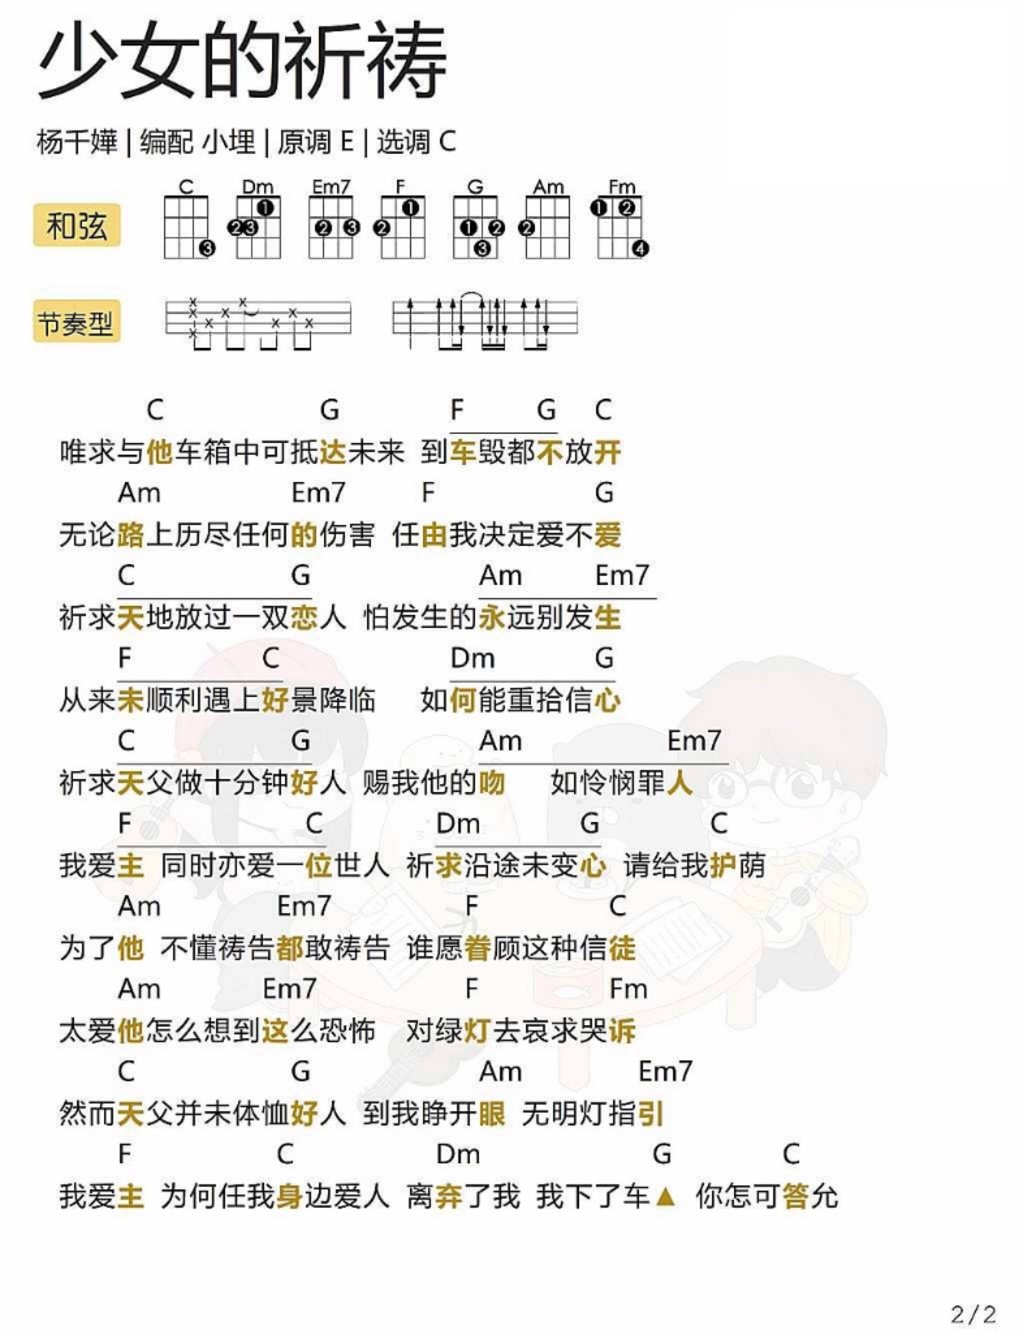 少女的祈祷
杨千嬅 | 编配 小埋 | 原调 E | 选调 C
和弦 C Dm Em7 F G Am Fm
节奏型
C G F G C
唯求与他车箱中可抵达未来 到车毁都不放开
Am Em7 F G
无论路上历尽任何的伤害 任由我决定爱不爱
C G Am Em7
祈求天地放过一双恋人 怕发生的永远别发生
F C Dm G
从来未顺利遇上好景降临 如何能重拾信心
C G Am Em7
祈求天父做十分钟好人 赐我他的吻 如怜悯罪人
F C Dm G C
我爱主 同时亦爱一位世人 祈求沿途未变心 请给我护荫
Am Em7 F C
为了他 不懂祷告都敢祷告 谁愿眷顾这种信徒
Am Em7 F Fm
太爱他怎么想到这么恐怖 对绿灯去哀求哭诉
C G Am Em7
然而天父并未体恤好人 到我睁开眼 无明灯指引
F C Dm G C
我爱主 为何任我身边爱人 离弃了我 我下了车▲ 你怎可答允
2/2